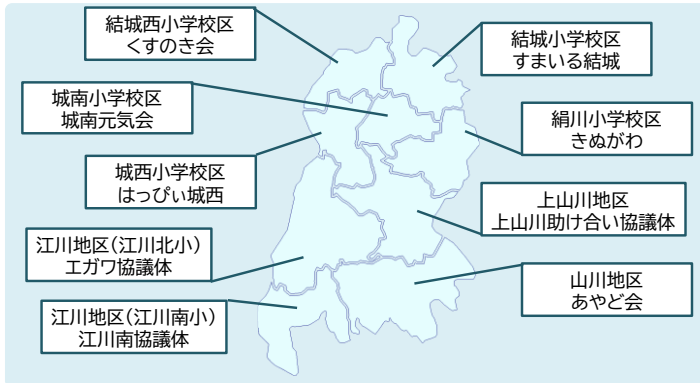 結城西小学校区
くすのき会
結城小学校区
すまいる結城
城南小学校区
城南元気会
絹川小学校区
きぬがわ
城西小学校区
はっぴぃ城西
上山川地区
上山川助け合い協議体
江川地区（江川北小）
エガワ協議体
山川地区
あやど会
江川地区（江川南小）
江川南協議体